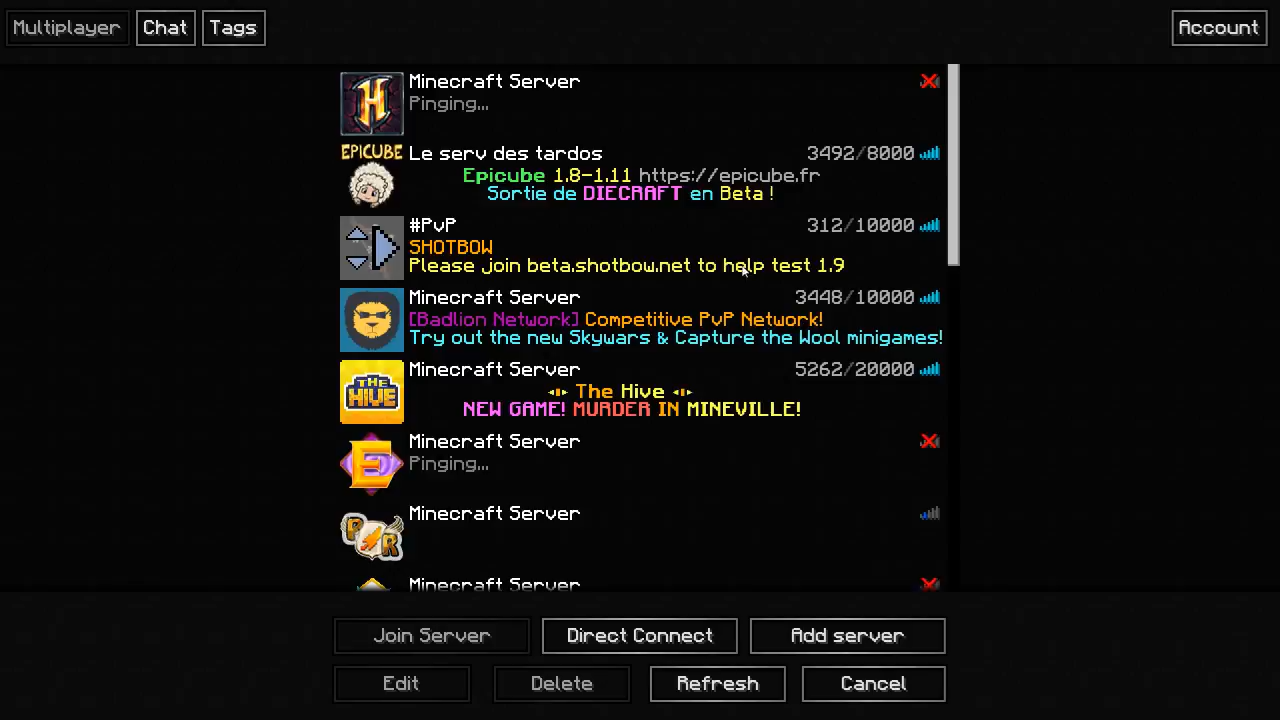 Multiplayer Chat Tags Account
Minecraft Server
Pinging...
EPICUBE Le serv des tardos 3492/8000
Epicube 1.8-1.11 https://epicube.fr
Sortie de DIECRAFT en Beta !
#PvP 312/10000
SHOTBOW
Please join beta.shotbow.net to help test 1.9
Minecraft Server 3448/10000
[Badlion Network] Competitive PvP Network!
Try out the new Skywars & Capture the Wool minigames!
Minecraft Server 5262/20000
THE HIVE The Hive
NEW GAME! MURDER IN MINEVILLE!
Minecraft Server
E Pinging...
Minecraft Server
P R
Minecraft Server
Join Server Direct Connect Add server
Edit Delete Refresh Cancel